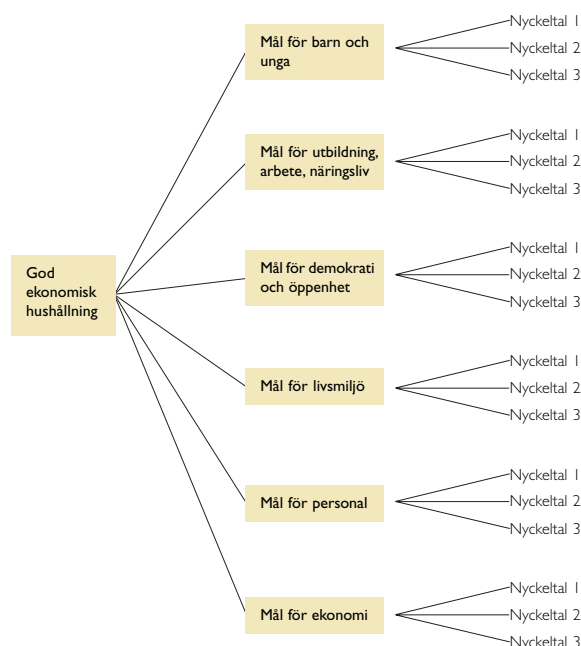 God
ekonomisk
hushållning
Mål för barn och
unga
Nyckeltal 1
Nyckeltal 2
Nyckeltal 3
Mål för utbildning,
arbete, näringsliv
Nyckeltal 1
Nyckeltal 2
Nyckeltal 3
Mål för demokrati
och öppenhet
Nyckeltal 1
Nyckeltal 2
Nyckeltal 3
Mål för livsmiljö
Nyckeltal 1
Nyckeltal 2
Nyckeltal 3
Mål för personal
Nyckeltal 1
Nyckeltal 2
Nyckeltal 3
Mål för ekonomi
Nyckeltal 1
Nyckeltal 2
Nyckeltal 3